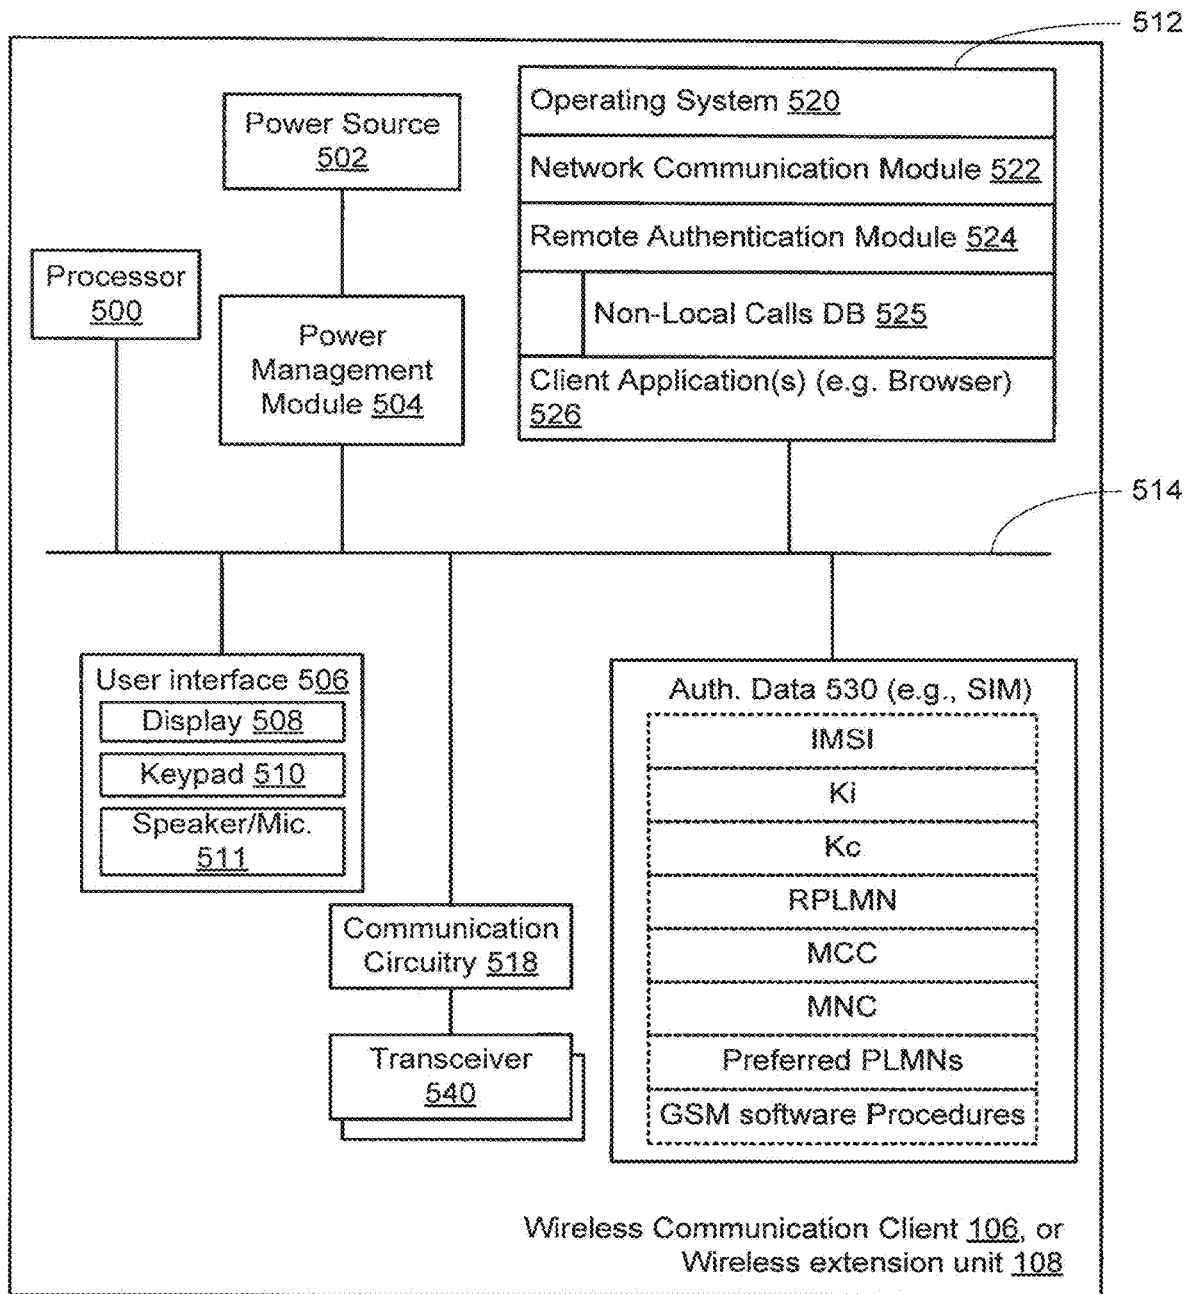 512
Operating System 520
Network Communication Module 522
Remote Authentication Module 524
Non-Local Calls DB 525
Client Application(s) (e.g. Browser)
526
Power Source
502
Processor
500
Power
Management
Module 504
514
User interface 506
Display 508
Keypad 510
Speaker/Mic.
511
Communication
Circuitry 518
Transceiver
540
Auth. Data 530 (e.g., SIM)
IMSI
Ki
Kc
RPLMN
MCC
MNC
Preferred PLMNs
GSM software Procedures
Wireless Communication Client 106, or
Wireless extension unit 108